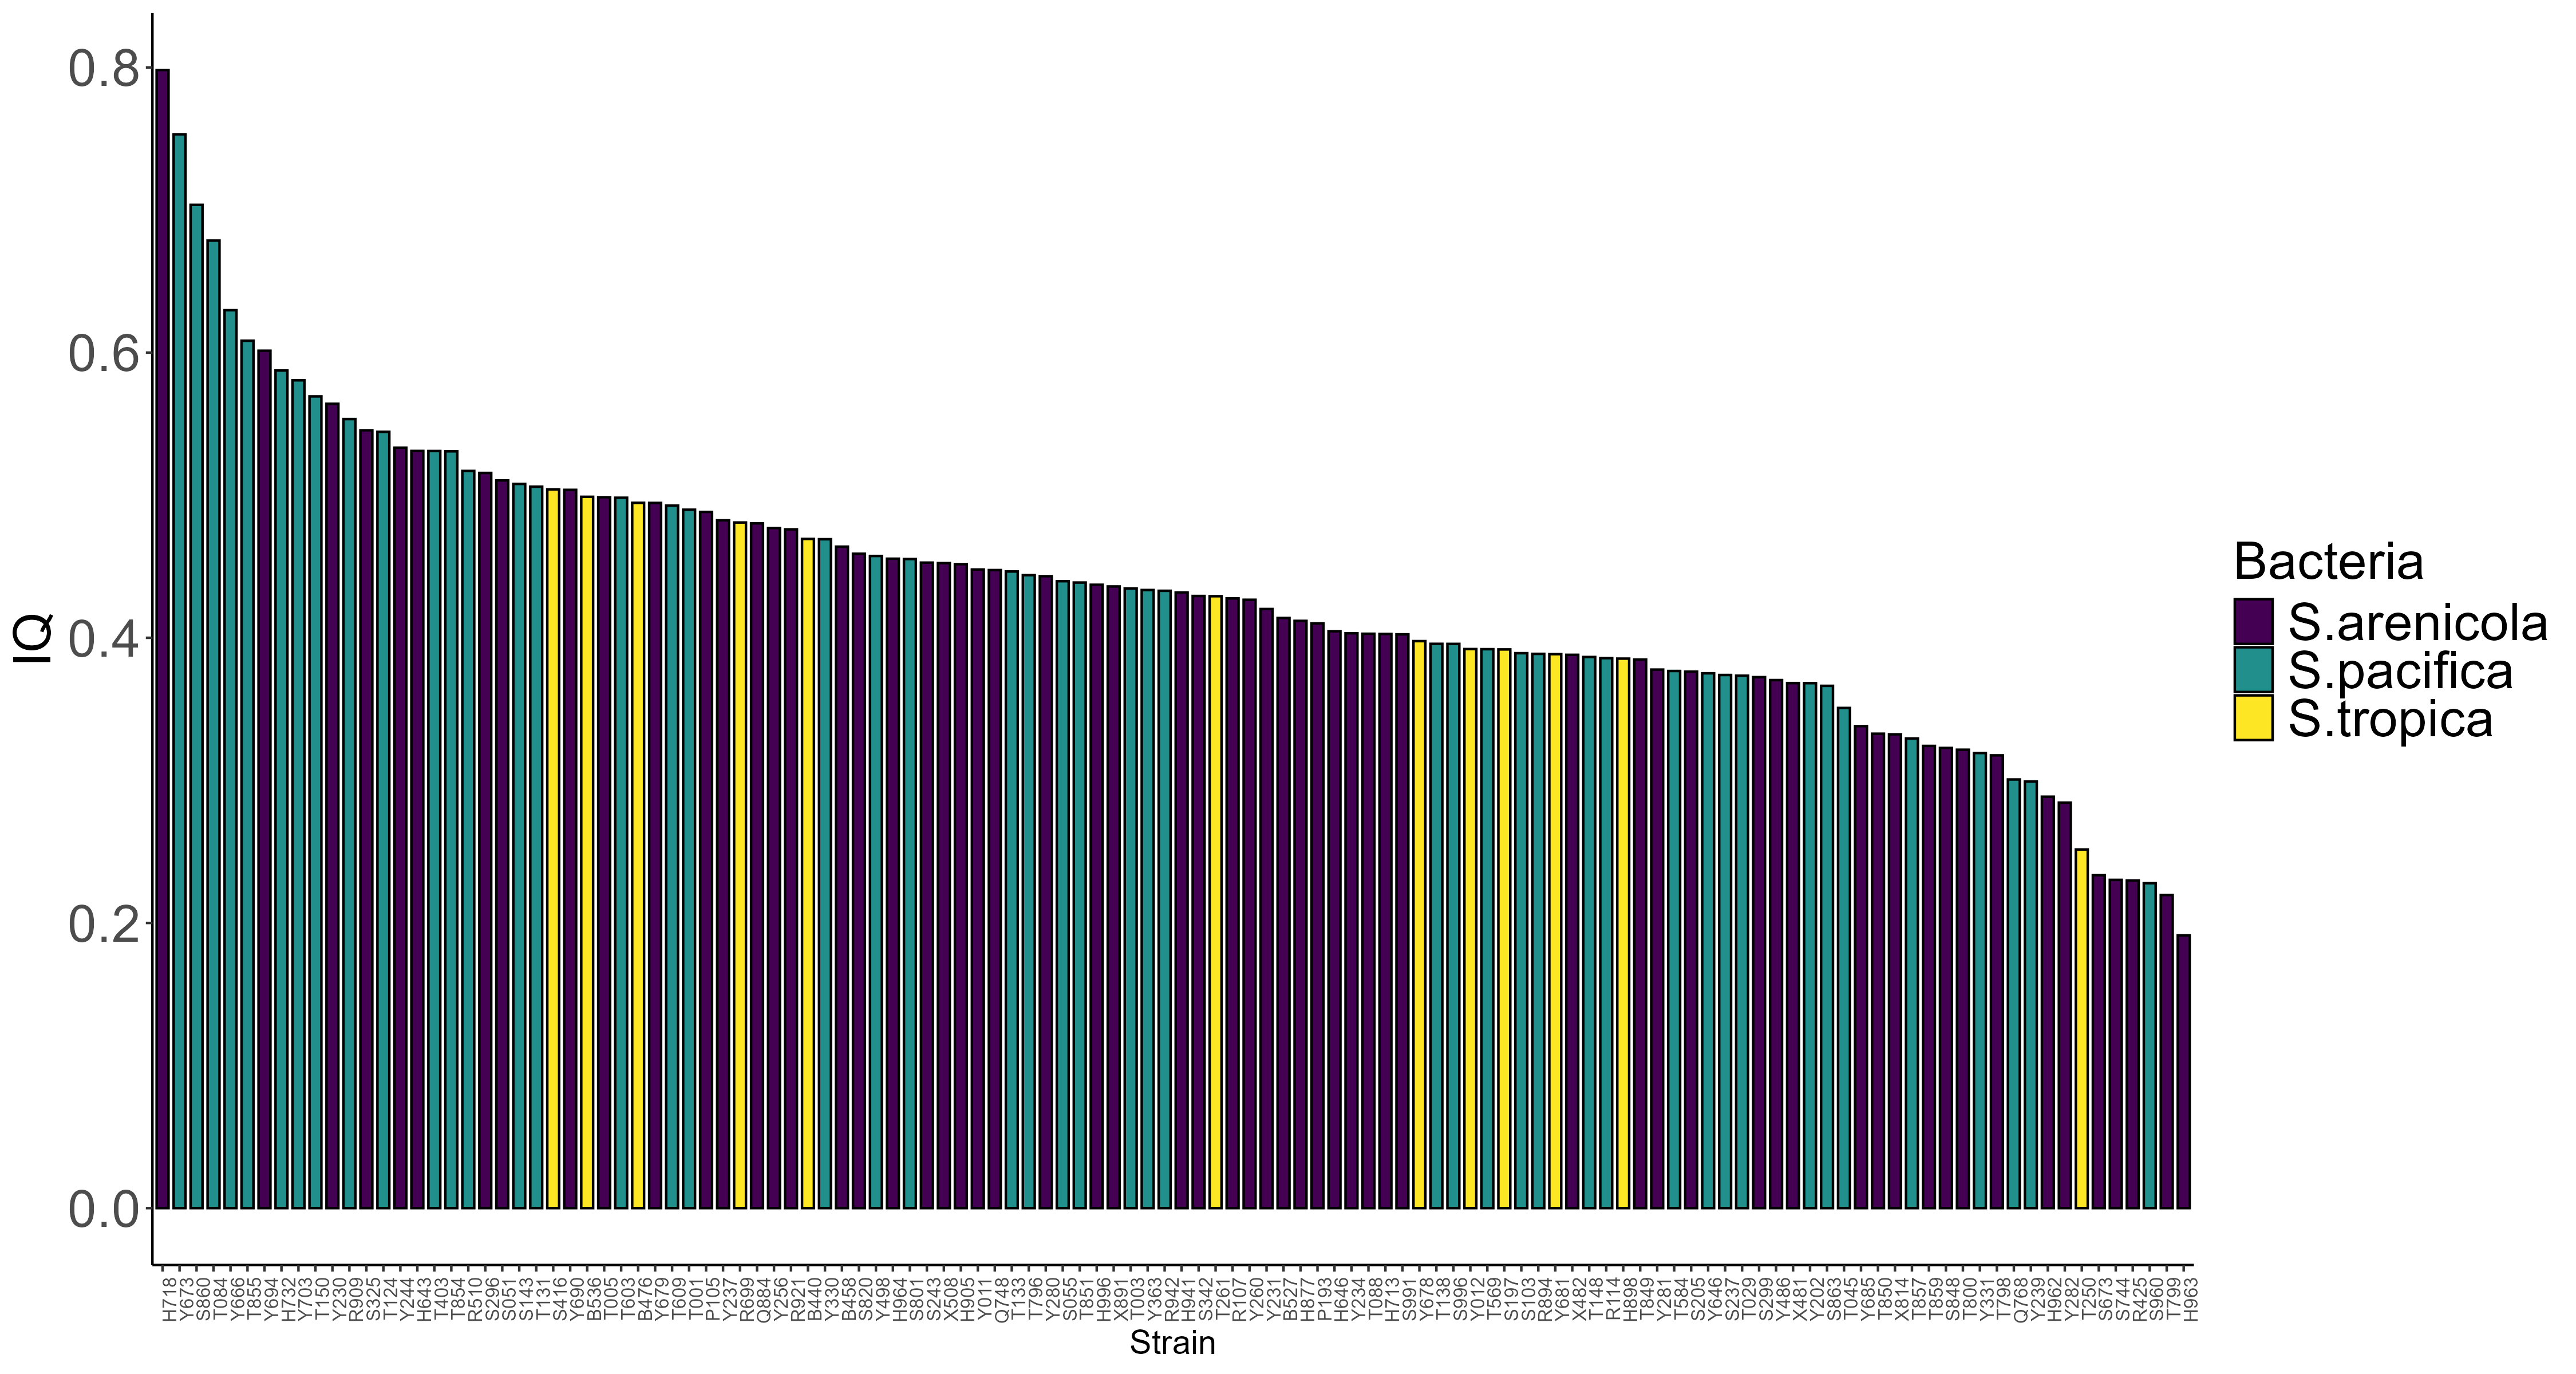 0.8
0.6
0.4
0.2
0.0
IQ
H718 Y673 S860 T084 Y666 T855 Y694 H732 Y703 T150 Y230 R909 S325 T124 Y244 H643 T403 T854 R510 S296 S051 S143 T131 S416 Y690 B536 T005 T603 B476 Y679 T609 T001 P105 Y237 R699 Q884 Y256 R921 B440 Y330 B458 S820 Y498 H964 S801 S243 X508 H905 Y011 Q748 T133 T796 Y280 S055 T851 H996 X891 T003 Y363 R942 H941 S342 T261 R107 Y260 Y231 B527 H877 P193 H646 Y234 T088 H713 S991 Y678 T138 S996 Y012 T569 S197 S103 R894 Y681 X482 T148 R114 H898 T849 Y281 T584 S205 Y646 S237 T029 S299 Y486 X481 Y202 S863 T045 Y685 T850 X814 T857 T859 S848 T800 Y331 T798 Q768 Y239 H962 Y282 T250 S673 S744 R425 S960 T799 H963
Strain
Bacteria
S.arenicola
S.pacifica
S.tropica